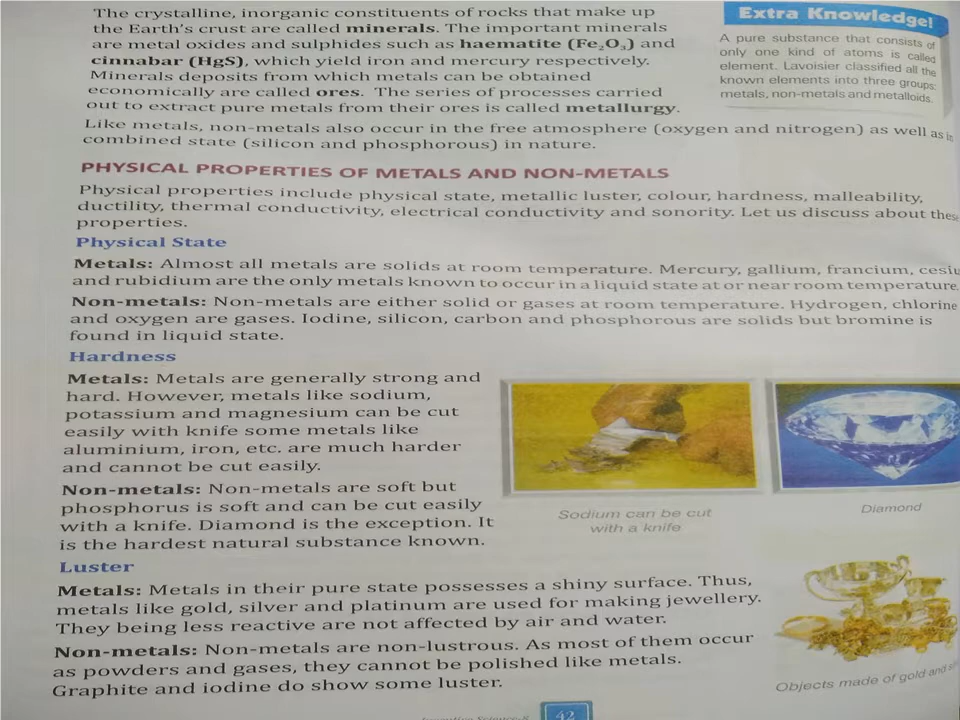 The crystalline, inorganic constituents of rocks that make up
the Earth's crust are called minerals. The important minerals
are metal oxides and sulphides such as haematite (Fe₂O₃) and
cinnabar (HgS), which yield iron and mercury respectively.
Minerals deposits from which metals can be obtained
economically are called ores. The series of processes carried
out to extract pure metals from their ores is called metallurgy.
Extra Knowledge!
A pure substance that consists of
only one kind of atoms is called
element. Lavoisier classified all the
known elements into three groups:
metals, non-metals and metalloids.
Like metals, non-metals also occur in the free atmosphere (oxygen and nitrogen) as well as in
combined state (silicon and phosphorous) in nature.
PHYSICAL PROPERTIES OF METALS AND NON-METALS
Physical properties include physical state, metallic luster, colour, hardness, malleability,
ductility, thermal conductivity, electrical conductivity and sonority. Let us discuss about these
properties.
Physical State
Metals: Almost all metals are solids at room temperature. Mercury, gallium, francium, cesiu
and rubidium are the only metals known to occur in a liquid state at or near room temperature.
Non-metals: Non-metals are either solid or gases at room temperature. Hydrogen, chlorine
and oxygen are gases. Iodine, silicon, carbon and phosphorous are solids but bromine is
found in liquid state.
Hardness
Metals: Metals are generally strong and
hard. However, metals like sodium,
potassium and magnesium can be cut
easily with knife some metals like
aluminium, iron, etc. are much harder
and cannot be cut easily.
Non-metals: Non-metals are soft but
phosphorus is soft and can be cut easily
with a knife. Diamond is the exception. It
is the hardest natural substance known.
Sodium can be cut
with a knife
Diamond
Luster
Metals: Metals in their pure state possesses a shiny surface. Thus,
metals like gold, silver and platinum are used for making jewellery.
They being less reactive are not affected by air and water.
Non-metals: Non-metals are non-lustrous. As most of them occur
as powders and gases, they cannot be polished like metals.
Graphite and iodine do show some luster.
Objects made of gold and
42